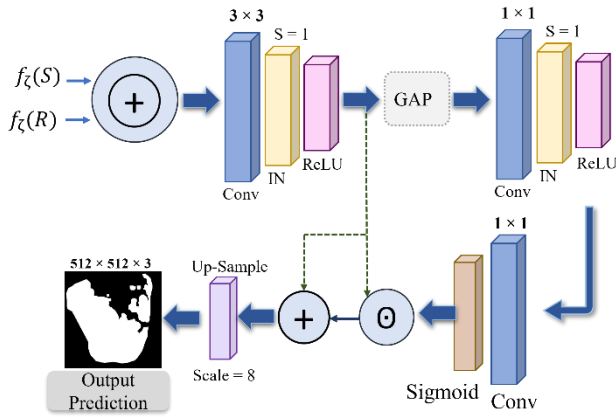 3 × 3
S = 1
Conv
IN
ReLU
f_ζ(S)
f_ζ(R)
+
GAP
1 × 1
S = 1
Conv
IN
ReLU
1 × 1
Conv
Sigmoid
ʘ
+
Up-Sample
Scale = 8
512 × 512 × 3
Output
Prediction